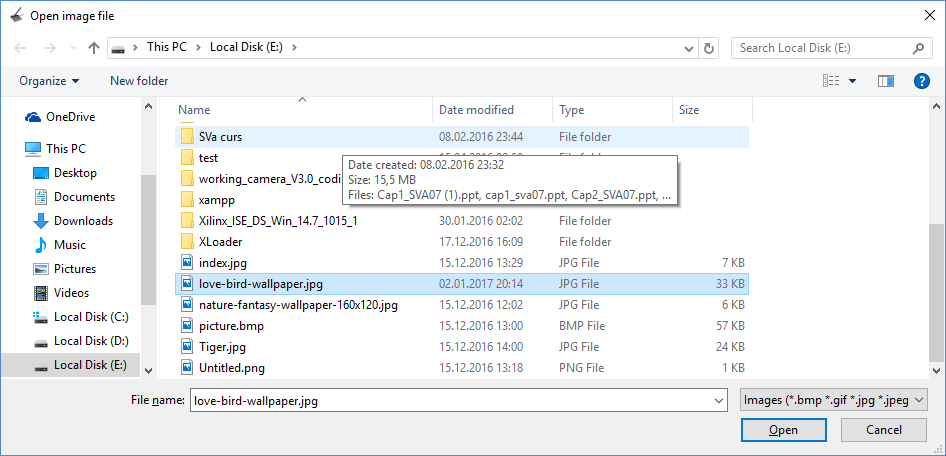 Open image file
This PC > Local Disk (E:) >
Search Local Disk (E:)
Organize
New folder
?
OneDrive
This PC
Desktop
Documents
Downloads
Music
Pictures
Videos
Local Disk (C:)
Local Disk (D:)
Local Disk (E:)
Name Date modified Type Size
SVa curs 08.02.2016 23:44 File folder
test
Date created: 08.02.2016 23:32
Size: 15,5 MB
Files: Cap1_SVA07 (1).ppt, cap1_sva07.ppt, Cap2_SVA07.ppt, ...
working_camera_V3.0_codi
xampp
Xilinx_ISE_DS_Win_14.7_1015_1 30.01.2016 02:02 File folder
XLoader 17.12.2016 16:09 File folder
index.jpg 15.12.2016 13:29 JPG File 7 KB
love-bird-wallpaper.jpg 02.01.2017 20:14 JPG File 33 KB
nature-fantasy-wallpaper-160x120.jpg 15.12.2016 12:02 JPG File 6 KB
picture.bmp 15.12.2016 13:00 BMP File 57 KB
Tiger.jpg 15.12.2016 14:00 JPG File 24 KB
Untitled.png 15.12.2016 13:18 PNG File 1 KB
File name: love-bird-wallpaper.jpg
Images (*.bmp *.gif *.jpg *.jpeg
Open
Cancel